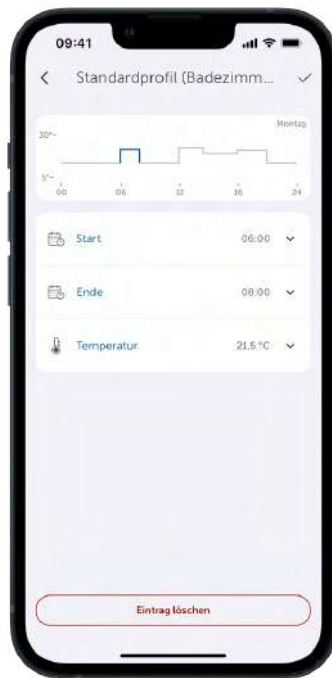 09:41
Standardprofil (Badezimm...
Montag
30°-
5°-
00 06 12 16 24
Start 06:00
Ende 08:00
Temperatur 21,5 °C
Eintrag löschen